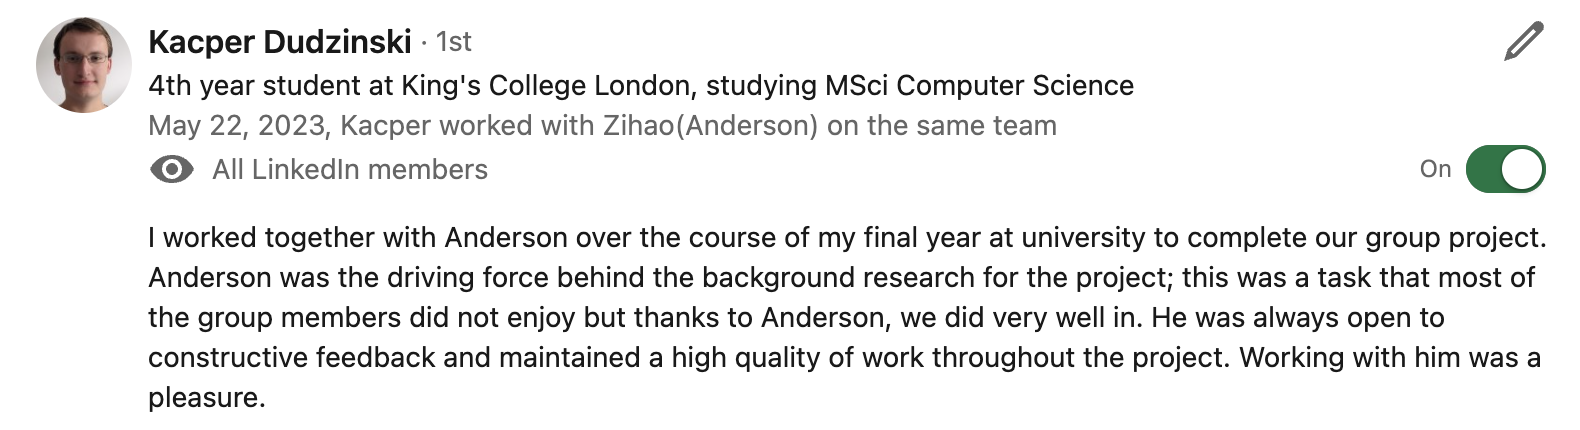 Kacper Dudzinski · 1st
4th year student at King's College London, studying MSci Computer Science
May 22, 2023, Kacper worked with Zihao(Anderson) on the same team
All LinkedIn members
On
I worked together with Anderson over the course of my final year at university to complete our group project.
Anderson was the driving force behind the background research for the project; this was a task that most of
the group members did not enjoy but thanks to Anderson, we did very well in. He was always open to
constructive feedback and maintained a high quality of work throughout the project. Working with him was a
pleasure.